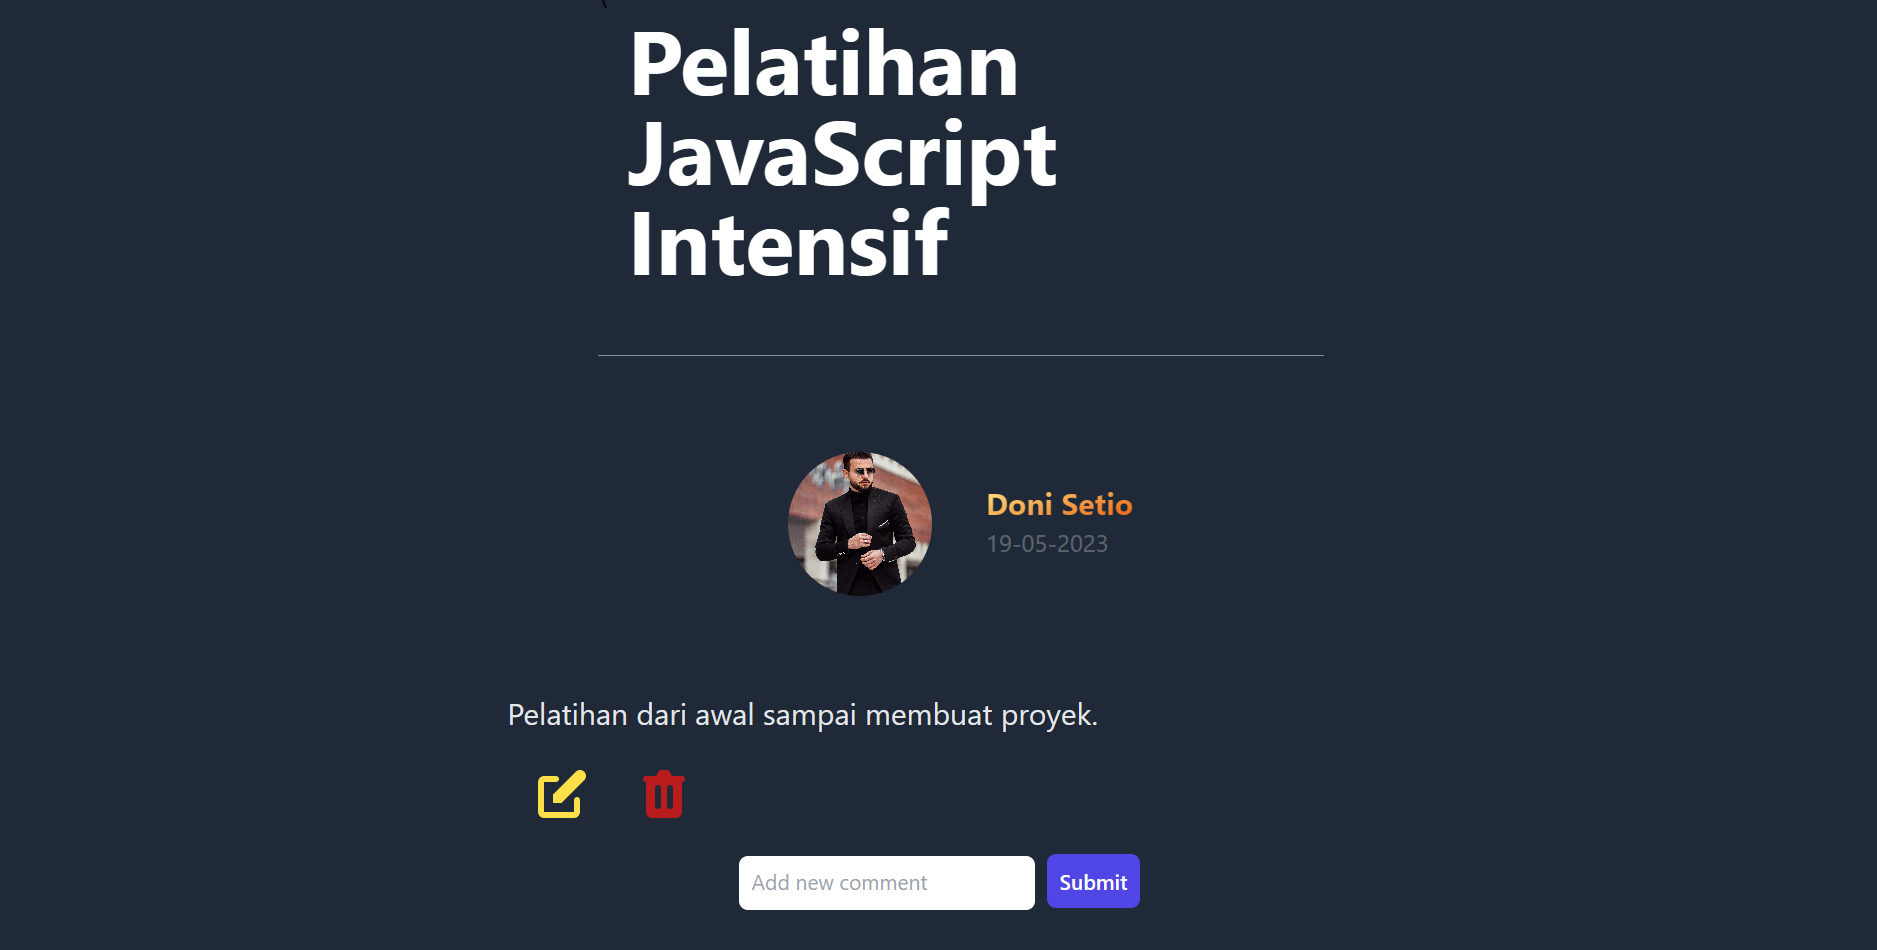 \
Pelatihan
JavaScript
Intensif
Doni Setio
19-05-2023
Pelatihan dari awal sampai membuat proyek.
Add new comment
Submit